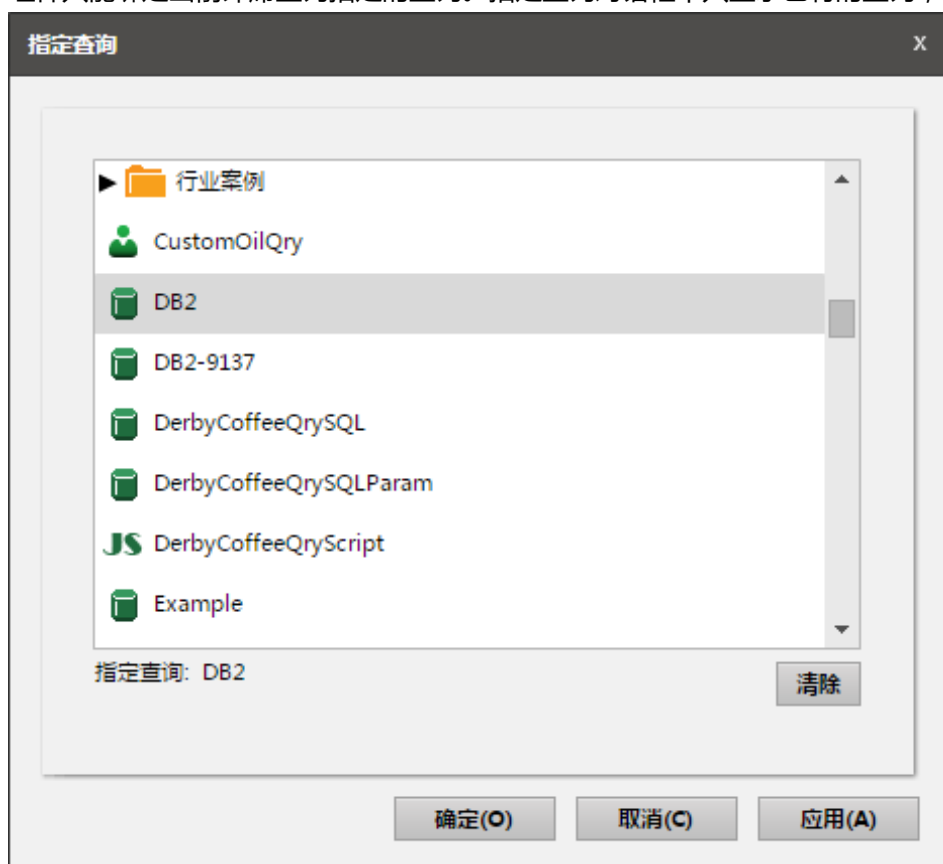 指定查询
x
行业案例
CustomOilQry
DB2
DB2-9137
DerbyCoffeeQrySQL
DerbyCoffeeQrySQLParam
JS DerbyCoffeeQryScript
Example
指定查询: DB2
清除
确定(O)
取消(C)
应用(A)